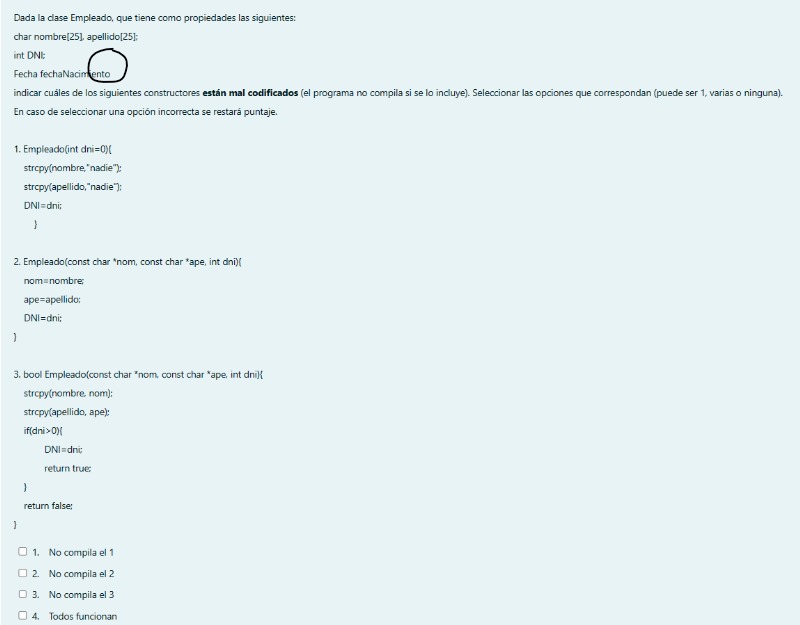 Dada la clase Empleado, que tiene como propiedades las siguientes:
char nombre[25], apellido[25];
int DNI;
Fecha fechaNacimiento
indicar cuáles de los siguientes constructores están mal codificados (el programa no compila si se lo incluye). Seleccionar las opciones que correspondan (puede ser 1, varias o ninguna).
En caso de seleccionar una opción incorrecta se restará puntaje.
1. Empleado(int dni=0){
strcpy(nombre,"nadie");
strcpy(apellido,"nadie");
DNI=dni;
}
2. Empleado(const char *nom, const char *ape, int dni){
nom=nombre;
ape=apellido;
DNI=dni;
}
3. bool Empleado(const char *nom, const char *ape, int dni){
strcpy(nombre, nom);
strcpy(apellido, ape);
if(dni>0){
DNI=dni;
return true;
}
return false;
}
1. No compila el 1
2. No compila el 2
3. No compila el 3
4. Todos funcionan